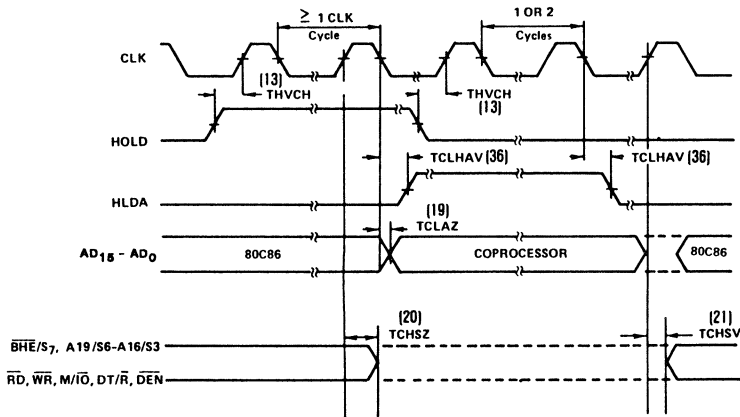 ≥ 1 CLK
Cycle
1 OR 2
Cycles
CLK
(13)
THVCH
THVCH
(13)
HOLD
TCLHAV (36)
TCLHAV (36)
HLDA
(19)
TCLAZ
AD15 - AD0
80C86
COPROCESSOR
80C86
(20)
TCHSZ
(21)
TCHSV
BHE/S7, A19/S6-A16/S3
RD, WR, M/IO, DT/R, DEN